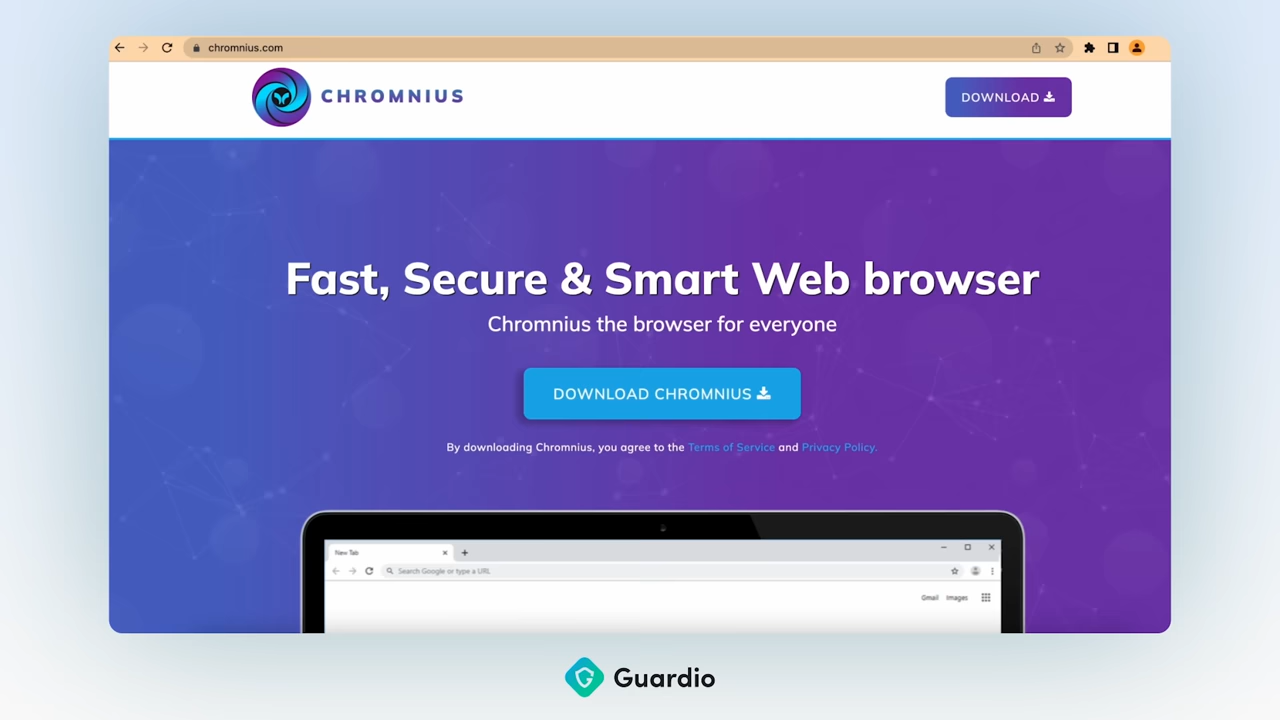 chromnius.com
CHROMNIUS
DOWNLOAD
Fast, Secure & Smart Web browser
Chromnius the browser for everyone
DOWNLOAD CHROMNIUS
By downloading Chromnius, you agree to the Terms of Service and Privacy Policy.
New Tab
Search Google or type a URL
Gmail Images
Guardio